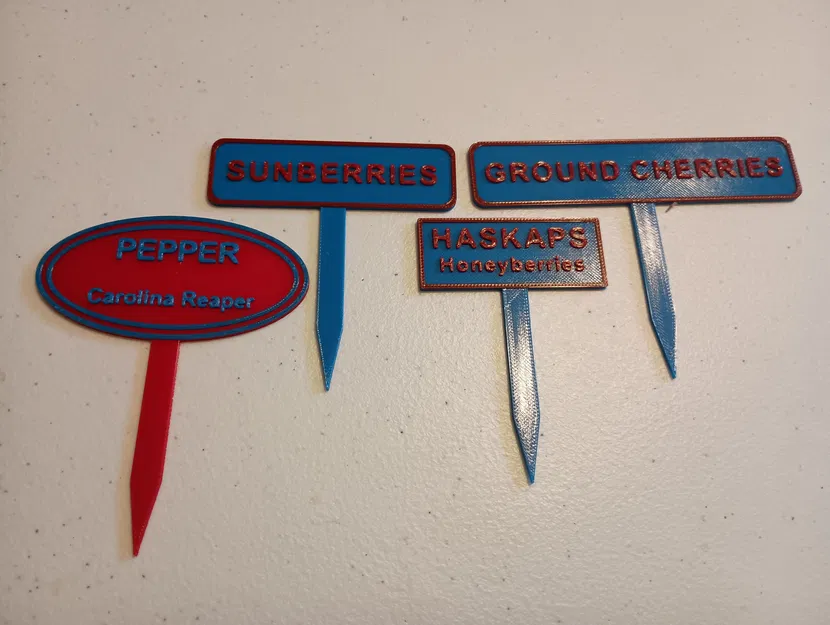 SUNBERRIES
GROUND CHERRIES
PEPPER
Carolina Reaper
HASKAPS
Honeyberries